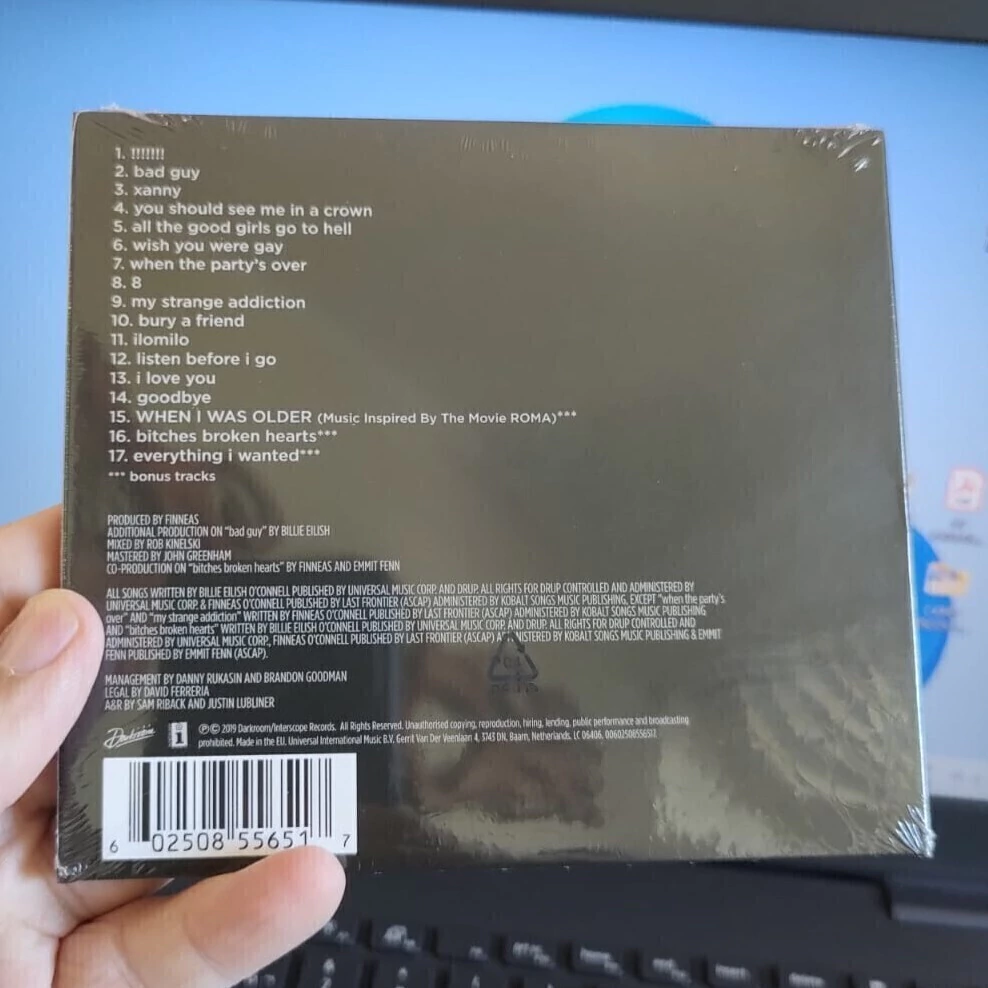 1. !!!!!!!
2. bad guy
3. xanny
4. you should see me in a crown
5. all the good girls go to hell
6. wish you were gay
7. when the party's over
8. 8
9. my strange addiction
10. bury a friend
11. ilomilo
12. listen before i go
13. i love you
14. goodbye
15. WHEN I WAS OLDER (Music Inspired By The Movie ROMA)***
16. bitches broken hearts***
17. everything i wanted***
*** bonus tracks
PRODUCED BY FINNEAS
ADDITIONAL PRODUCTION ON "bad guy" BY BILLIE EILISH
MIXED BY ROB KINELSKI
MASTERED BY JOHN GREENHAM
CO-PRODUCTION ON "bitches broken hearts" BY FINNEAS AND EMMIT FENN
ALL SONGS WRITTEN BY BILLIE EILISH O'CONNELL PUBLISHED BY UNIVERSAL MUSIC CORP. AND DRUP. ALL RIGHTS FOR DRUP CONTROLLED AND ADMINISTERED BY
UNIVERSAL MUSIC CORP. & FINNEAS O'CONNELL PUBLISHED BY LAST FRONTIER (ASCAP) ADMINISTERED BY KOBALT SONGS MUSIC PUBLISHING, EXCEPT "when the party's
over" AND "my strange addiction" WRITTEN BY FINNEAS O'CONNELL PUBLISHED BY LAST FRONTIER (ASCAP) ADMINISTERED BY KOBALT SONGS MUSIC PUBLISHING
AND "bitches broken hearts" WRITTEN BY BILLIE EILISH O'CONNELL PUBLISHED BY UNIVERSAL MUSIC CORP. AND DRUP. ALL RIGHTS FOR DRUP CONTROLLED AND
ADMINISTERED BY UNIVERSAL MUSIC CORP., FINNEAS O'CONNELL PUBLISHED BY LAST FRONTIER (ASCAP) ADMINISTERED BY KOBALT SONGS MUSIC PUBLISHING & EMMIT
FENN PUBLISHED BY EMMIT FENN (ASCAP).
MANAGEMENT BY DANNY RUKASIN AND BRANDON GOODMAN
LEGAL BY DAVID FERRERIA
A&R BY SAM RIBACK AND JUSTIN LUBLINER
Darkroom i ℗© 2019 Darkroom/Interscope Records. All Rights Reserved. Unauthorised copying, reproduction, hiring, lending, public performance and broadcasting
prohibited. Made in the EU. Universal International Music B.V., Gerrit Van Der Veenlaan 4, 3743 DN, Baarn, Netherlands. LC 06406. 00602508556517.
6 02508 55651 7